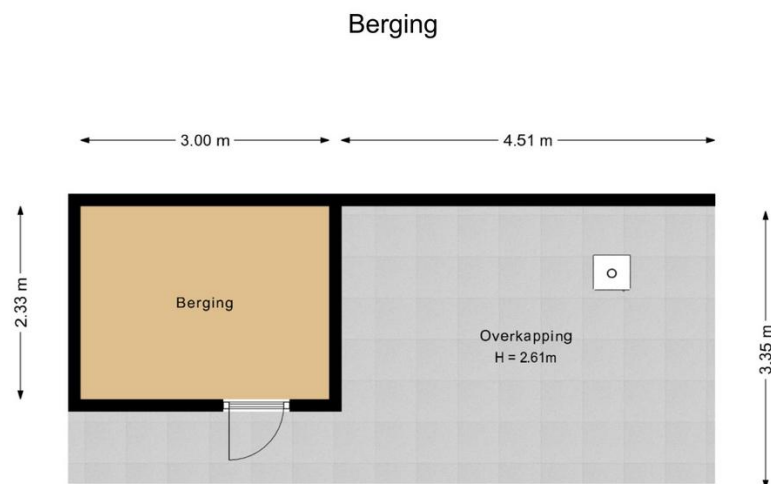 Berging
3.00 m
4.51 m
2.33 m
Berging
Overkapping
H = 2.61m
3.35 m